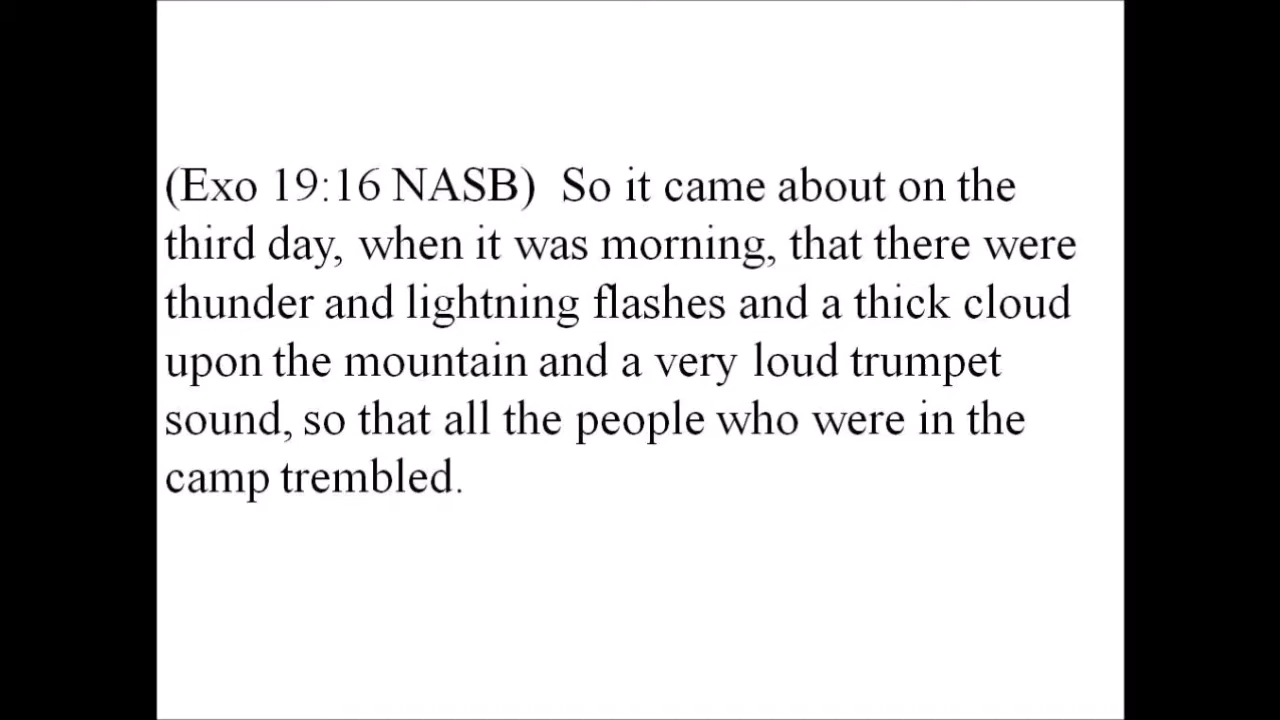 (Exo 19:16 NASB)  So it came about on the
third day, when it was morning, that there were
thunder and lightning flashes and a thick cloud
upon the mountain and a very loud trumpet
sound, so that all the people who were in the
camp trembled.